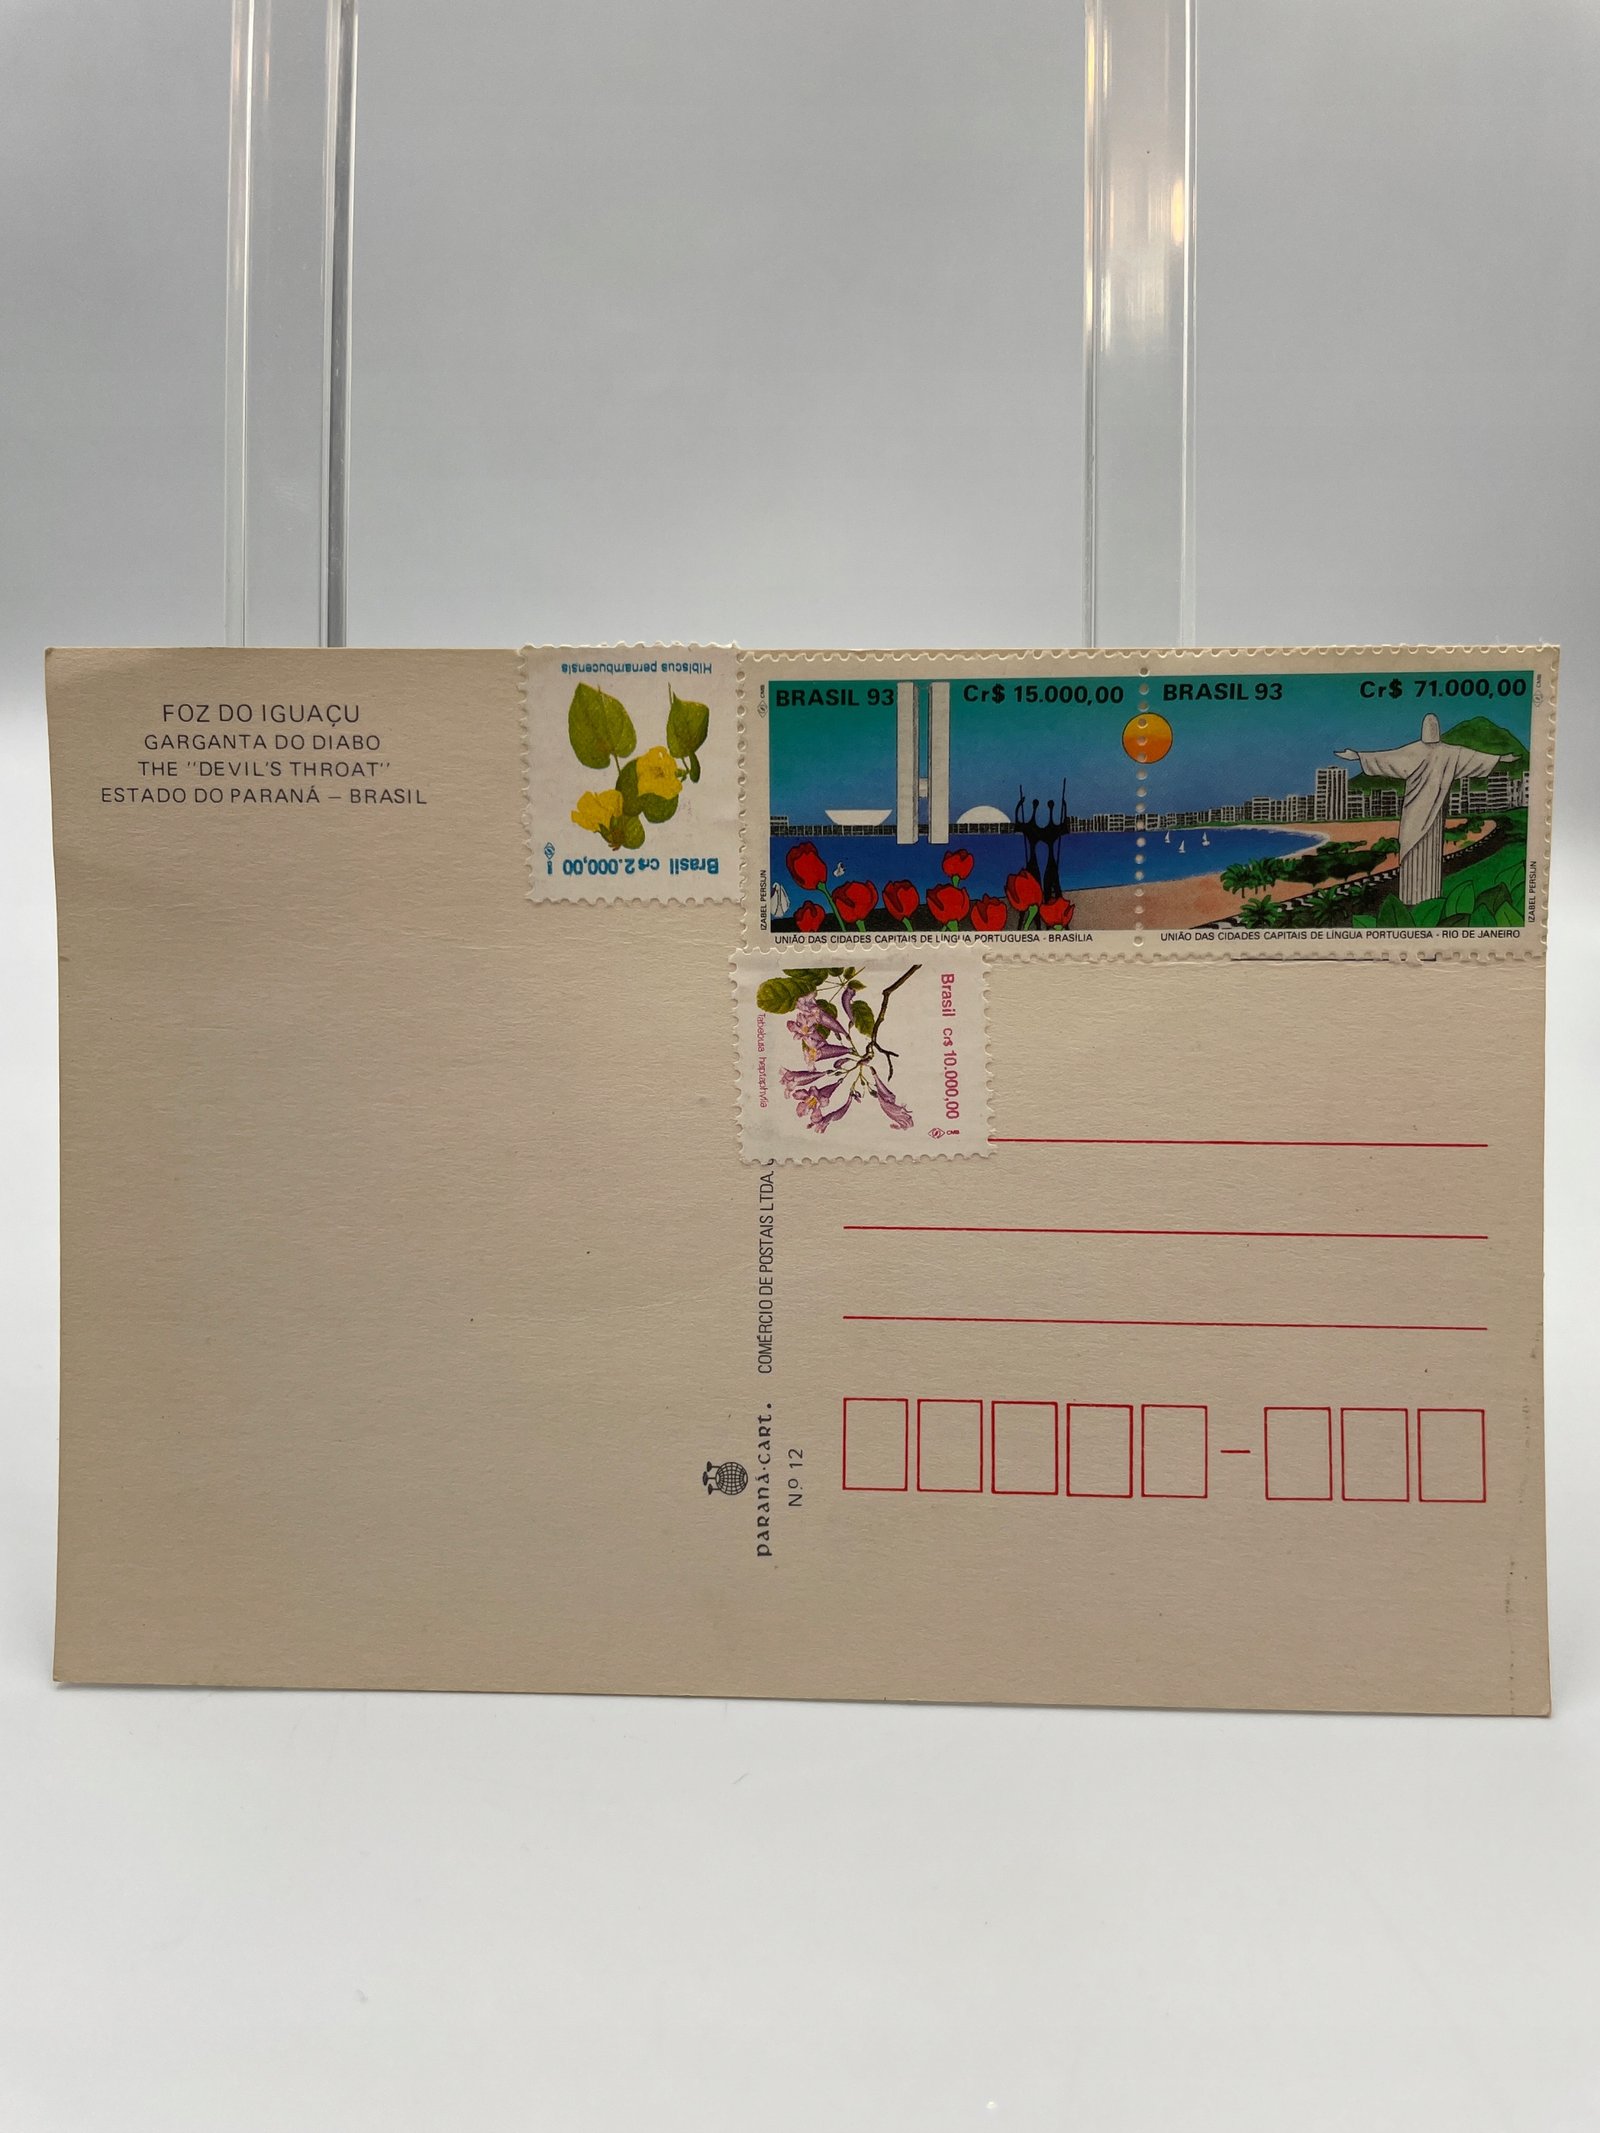 FOZ DO IGUAÇU
GARGANTA DO DIABO
THE "DEVIL'S THROAT"
ESTADO DO PARANÁ — BRASIL
Hibiscus pernambucensis
Brasil Cr$ 2.000,00
BRASIL 93 Cr$ 15.000,00
IZABEL PERSIJN
UNIÃO DAS CIDADES CAPITAIS DE LÍNGUA PORTUGUESA - BRASÍLIA
BRASIL 93 Cr$ 71.000,00
IZABEL PERSIJN
UNIÃO DAS CIDADES CAPITAIS DE LÍNGUA PORTUGUESA - RIO DE JANEIRO
Brasil Cr$ 10.000,00
CMB
Tabebuia heptaphylla
PARANÁ-CART. COMÉRCIO DE POSTAIS LTDA.
N.º 12